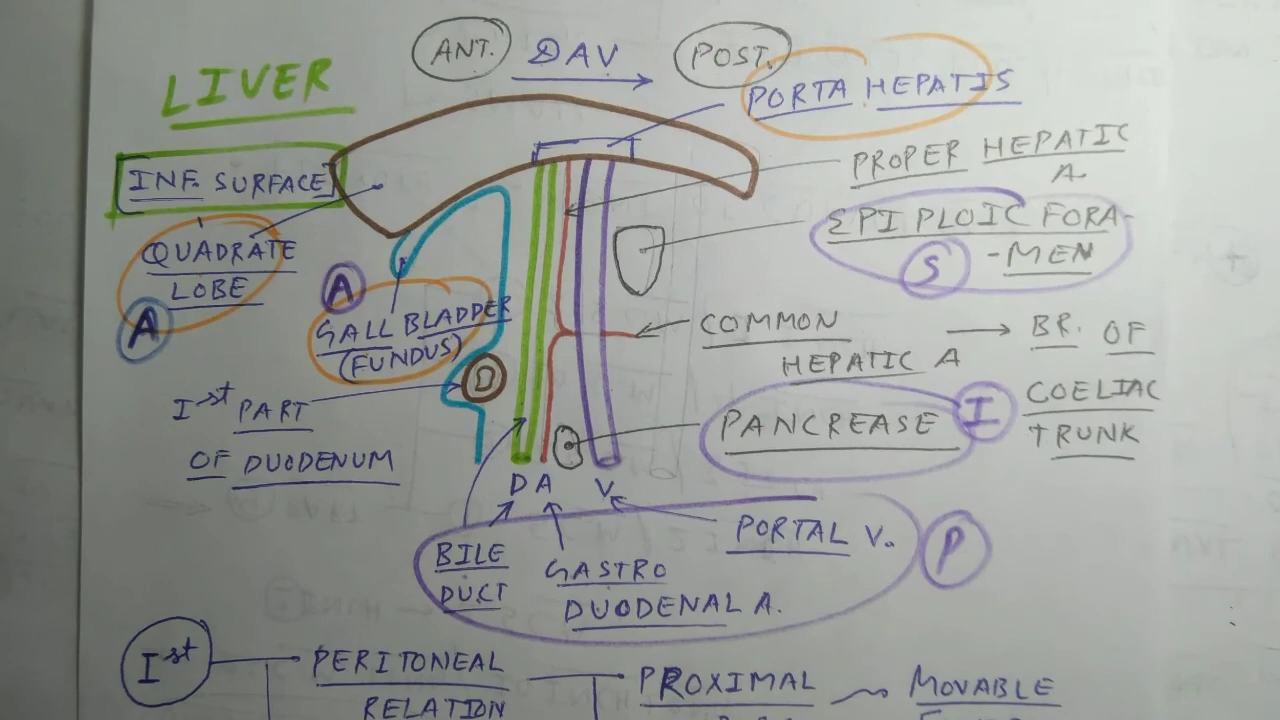 ANT. DAV POST.
LIVER
PORTA HEPATIS
PROPER HEPATIC
A.
[INF. SURFACE]
EPI PLOIC FORA-
-MEN
S
QUADRATE
LOBE
A
A
GALL BLADDER
(FUNDUS)
COMMON
HEPATIC A
BR. OF
COELIAC
TRUNK
D
Ist PART
OF DUODENUM
PANCREASE
I
D A V
PORTAL V.
P
BILE
DUCT
GASTRO
DUODENAL A.
Ist
PERITONEAL
RELATION
PROXIMAL
MOVABLE